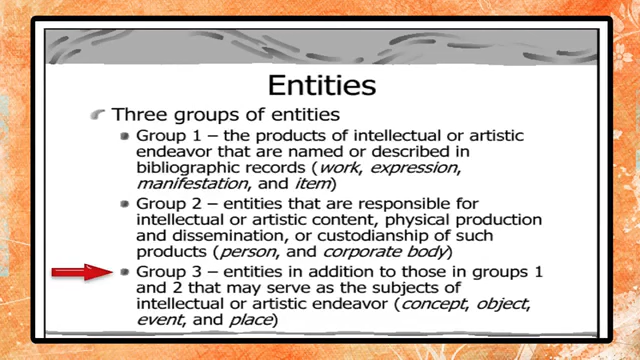 Entities
Three groups of entities
Group 1 – the products of intellectual or artistic
endeavor that are named or described in
bibliographic records (work, expression,
manifestation, and item)
Group 2 – entities that are responsible for
intellectual or artistic content, physical production
and dissemination, or custodianship of such
products (person, and corporate body)
Group 3 – entities in addition to those in groups 1
and 2 that may serve as the subjects of
intellectual or artistic endeavor (concept, object,
event, and place)